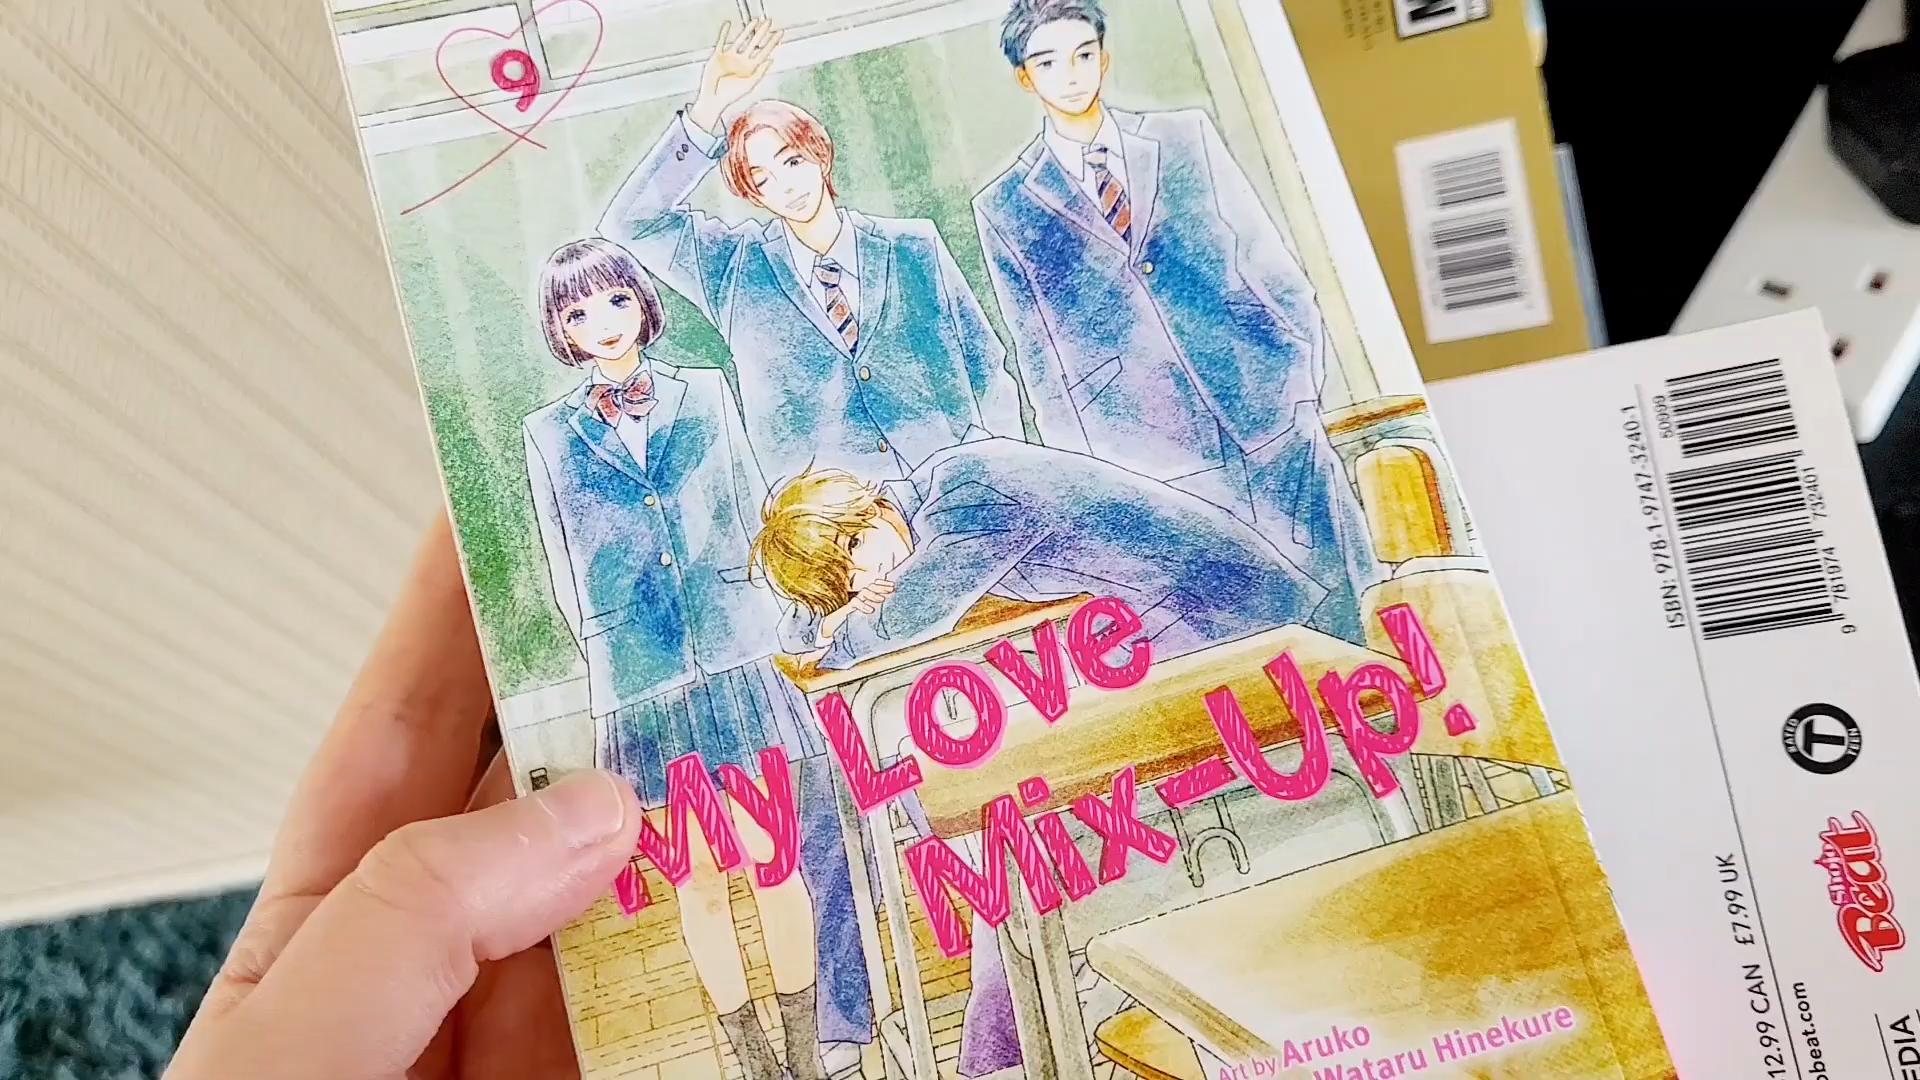 9
My Love
Mix-Up!
Art by Aruko
Wataru Hinekure
ISBN: 978-1-9747-3240-1
50999
9 781974 732401
RATED T TEEN
Shojo Beat
12.99 CAN £7.99 UK
obeat.com
EDIA